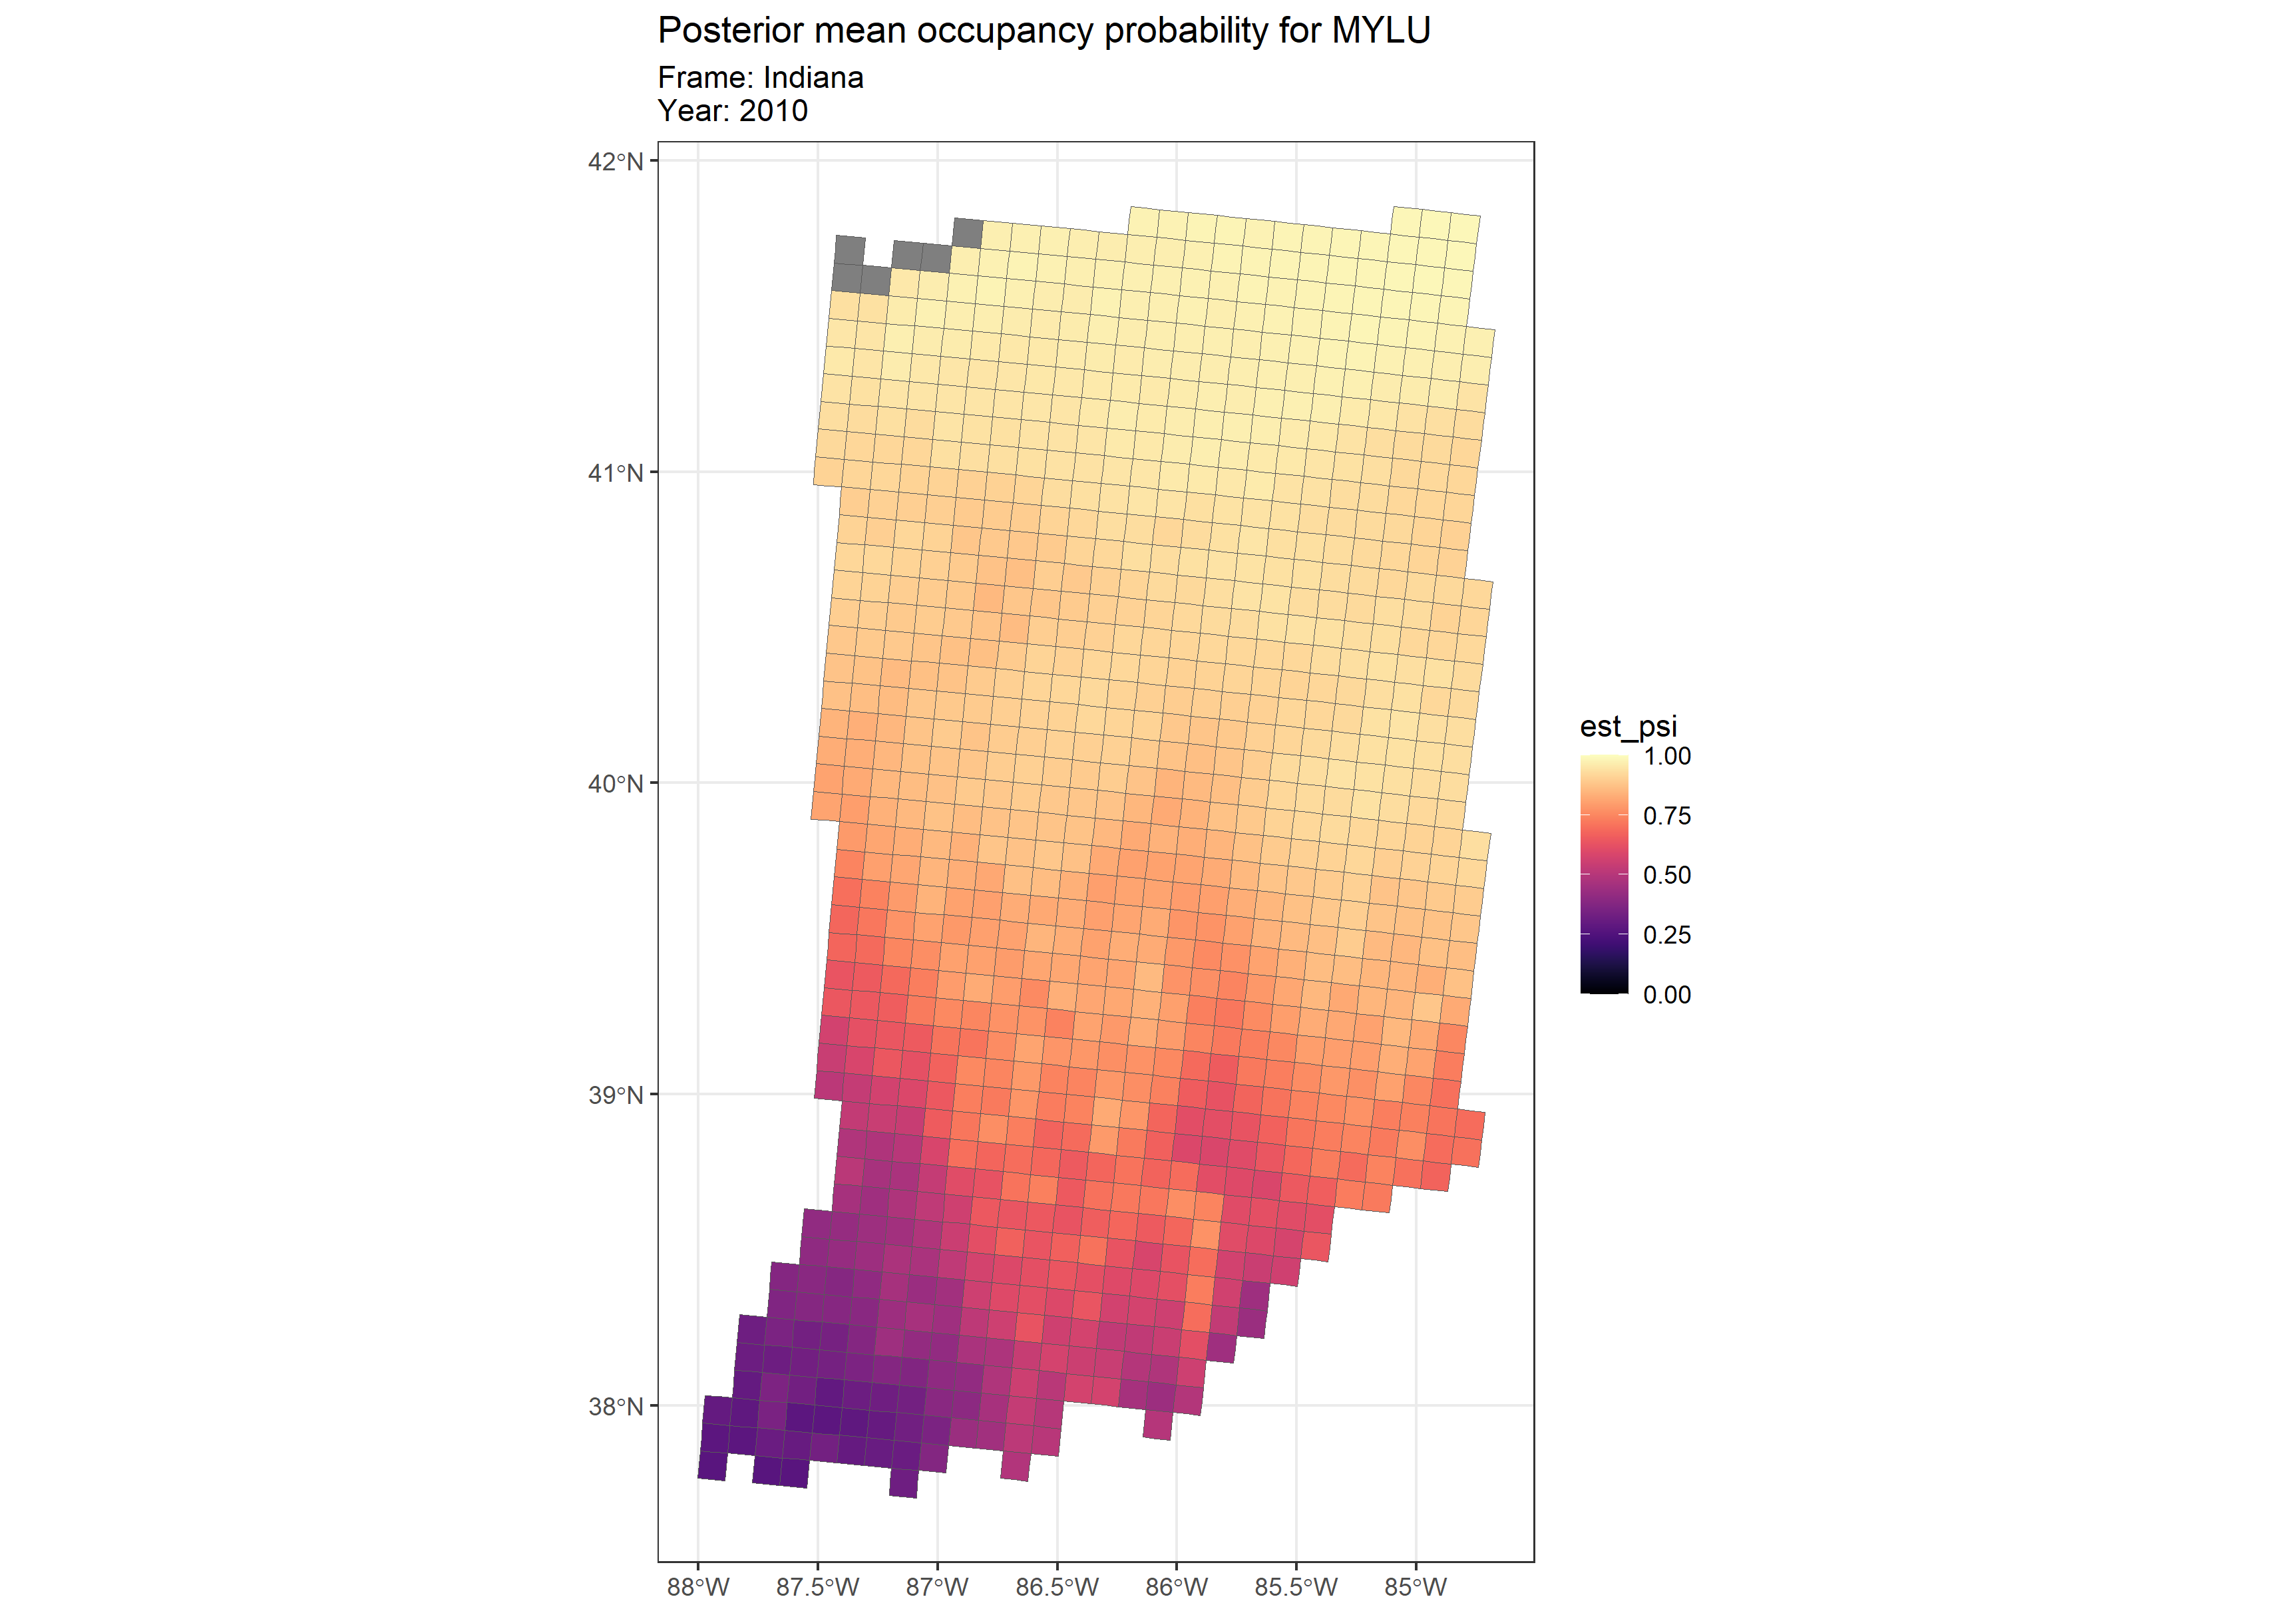 Posterior mean occupancy probability for MYLU
Frame: Indiana
Year: 2010
42°N
41°N
40°N
39°N
38°N
88°W
87.5°W
87°W
86.5°W
86°W
85.5°W
85°W
est_psi
1.00
0.75
0.50
0.25
0.00